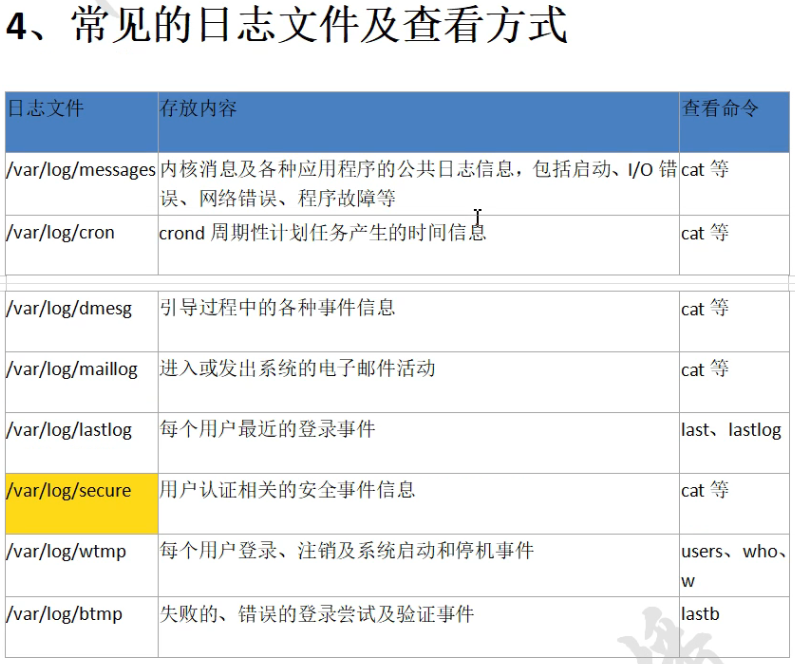 4、常见的日志文件及查看方式
日志文件 存放内容 查看命令
/var/log/messages 内核消息及各种应用程序的公共日志信息，包括启动、I/O 错 cat 等
误、网络错误、程序故障等
/var/log/cron crond 周期性计划任务产生的时间信息 cat 等
/var/log/dmesg 引导过程中的各种事件信息 cat 等
/var/log/maillog 进入或发出系统的电子邮件活动 cat 等
/var/log/lastlog 每个用户最近的登录事件 last、lastlog
/var/log/secure 用户认证相关的安全事件信息 cat 等
/var/log/wtmp 每个用户登录、注销及系统启动和停机事件 users、who、
w
/var/log/btmp 失败的、错误的登录尝试及验证事件 lastb